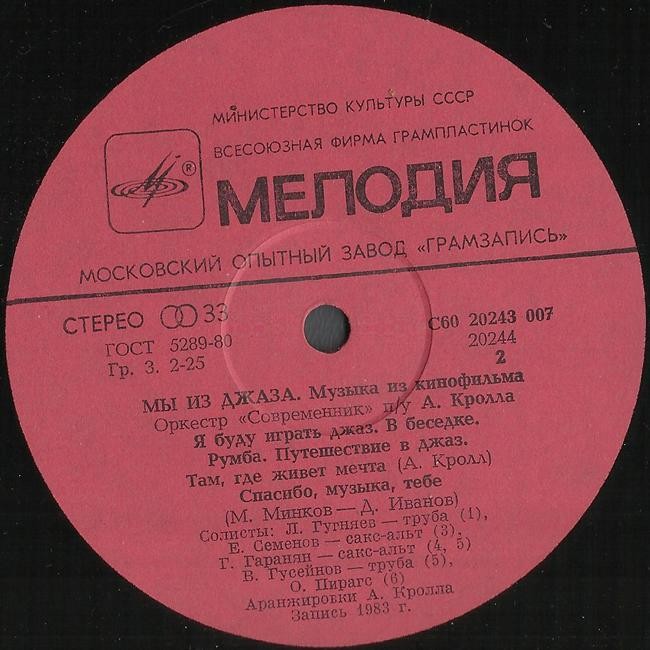 МИНИСТЕРСТВО КУЛЬТУРЫ СССР
ВСЕСОЮЗНАЯ ФИРМА ГРАМПЛАСТИНОК
®
МЕЛОДИЯ
МОСКОВСКИЙ ОПЫТНЫЙ ЗАВОД «ГРАМЗАПИСЬ»
СТЕРЕО 33
С60 20243 007
ГОСТ 5289-80
20244
Гр. 3. 2-25
2
МЫ ИЗ ДЖАЗА. Музыка из кинофильма
Оркестр «Современник» п/у А. Кролла
Я буду играть джаз. В беседке.
Румба. Путешествие в джаз.
Там, где живет мечта (А. Кролл)
Спасибо, музыка, тебе
(М. Минков — Д. Иванов)
Солисты: Л. Гугняев — труба (1),
Е. Семенов — сакс-альт (3),
Г. Гаранян — сакс-альт (4, 5)
В. Гусейнов — труба (5),
О. Пирагс (6)
Аранжировки А. Кролла
Запись 1983 г.